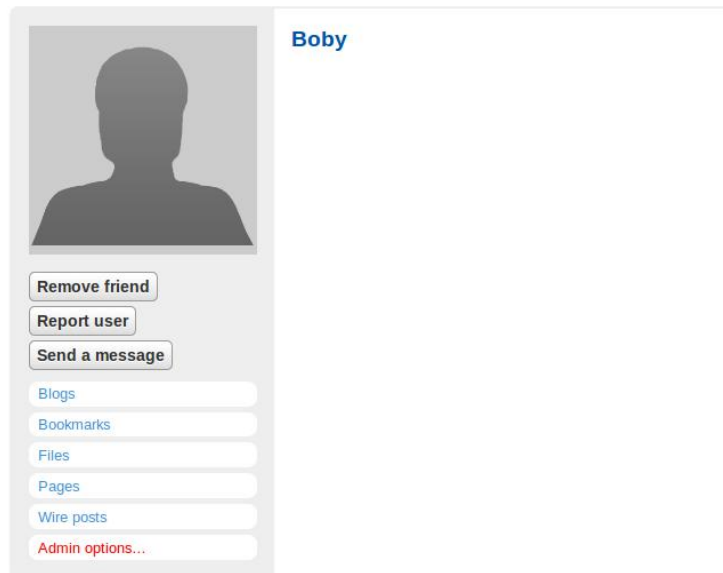 Boby
Remove friend
Report user
Send a message
Blogs
Bookmarks
Files
Pages
Wire posts
Admin options...